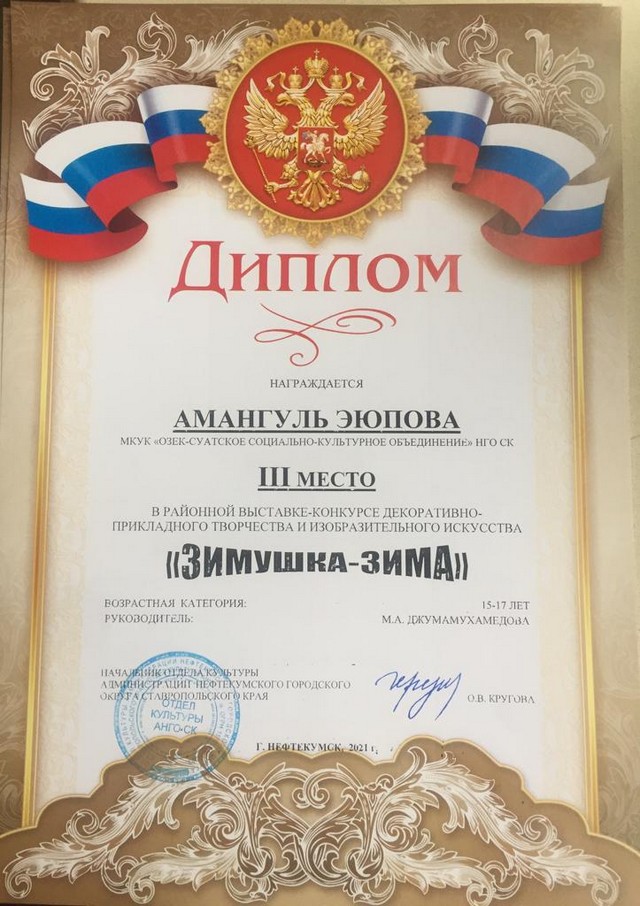 ДИПЛОМ
НАГРАЖДАЕТСЯ
АМАНГУЛЬ ЭЮПОВА
МКУК «ОЗЕК-СУАТСКОЕ СОЦИАЛЬНО-КУЛЬТУРНОЕ ОБЪЕДИНЕНИЕ» НГО СК
III МЕСТО
В РАЙОННОЙ ВЫСТАВКЕ-КОНКУРСЕ ДЕКОРАТИВНО-
ПРИКЛАДНОГО ТВОРЧЕСТВА И ИЗОБРАЗИТЕЛЬНОГО ИСКУССТВА
«ЗИМУШКА-ЗИМА»
ВОЗРАСТНАЯ КАТЕГОРИЯ: 15-17 ЛЕТ
РУКОВОДИТЕЛЬ: М.А. ДЖУМАМУХАМЕДОВА
НАЧАЛЬНИК ОТДЕЛА КУЛЬТУРЫ
АДМИНИСТРАЦИИ НЕФТЕКУМСКОГО ГОРОДСКОГО
ОКРУГА СТАВРОПОЛЬСКОГО КРАЯ О.В. КРУГОВА
ОТДЕЛ
КУЛЬТУРЫ
АНГО СК
Г. НЕФТЕКУМСК, 2021 г.